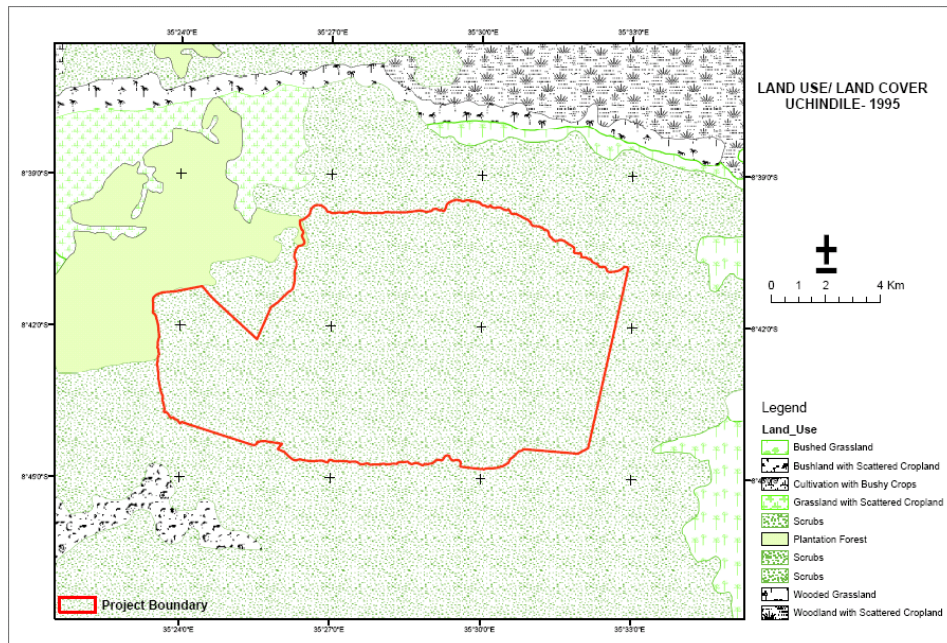 35°24'0"E 35°27'0"E 35°30'0"E 35°33'0"E
LAND USE/ LAND COVER
UCHINDILE- 1995
8°39'0"S 8°39'0"S
0 2 4 Km
8°42'0"S 8°42'0"S
Legend
Land_Use
Bushed Grassland
Bushland with Scattered Cropland
Cultivation with Bushy Crops
Grassland with Scattered Cropland
Scrubs
Plantation Forest
Scrubs
Scrubs
Wooded Grassland
Woodland with Scattered Cropland
8°45'0"S
Project Boundary
35°24'0"E 35°27'0"E 35°30'0"E 35°33'0"E